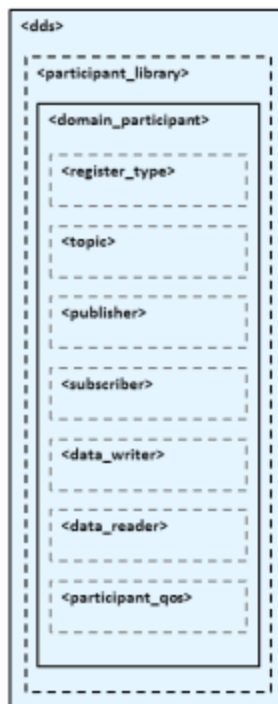 <dds>
<participant_library>
<domain_participant>
<register_type>
<topic>
<publisher>
<subscriber>
<data_writer>
<data_reader>
<participant_qos>